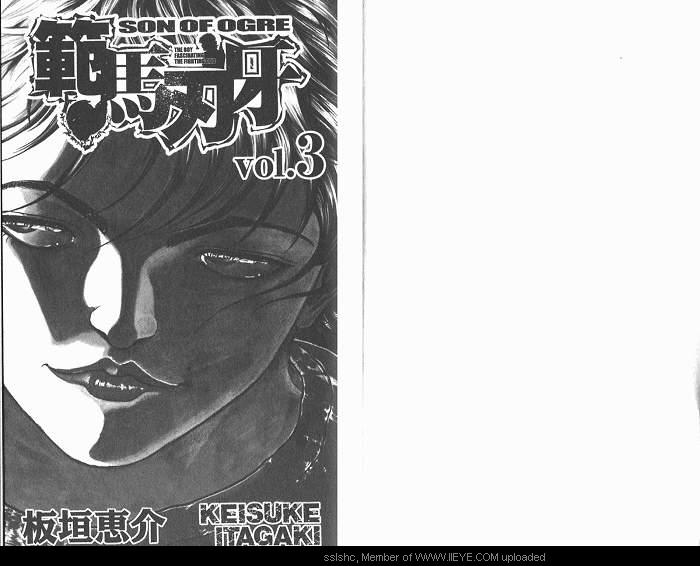 SON OF OGRE
THE BOY
FASCINATING
THE FIGHTING GOD
範馬刃牙
vol.3
板垣恵介
KEISUKE
ITAGAKI
sslshc, Member of WWW.IIEYE.COM uploaded